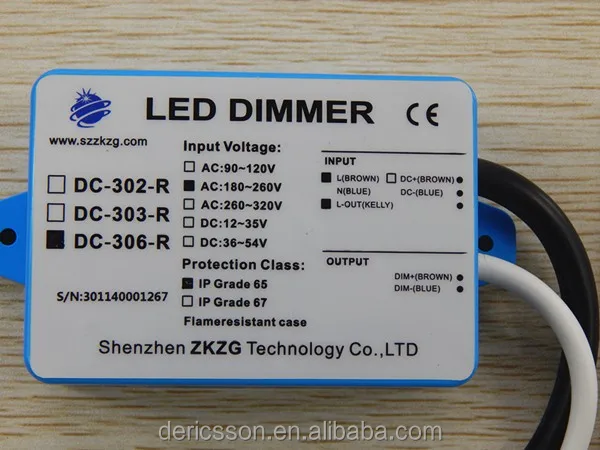 LED DIMMER CE
www.szzkzg.com
DC-302-R
DC-303-R
DC-306-R
S/N:301140001267
Input Voltage:
AC:90~120V
AC:180~260V
AC:260~320V
DC:12~35V
DC:36~54V
Protection Class:
IP Grade 65
IP Grade 67
Flameresistant case
INPUT
L(BROWN) DC+(BROWN)
N(BLUE) DC-(BLUE)
L-OUT(KELLY)
OUTPUT
DIM+(BROWN)
DIM-(BLUE)
Shenzhen ZKZG Technology Co.,LTD
dericsson.en.alibaba.com